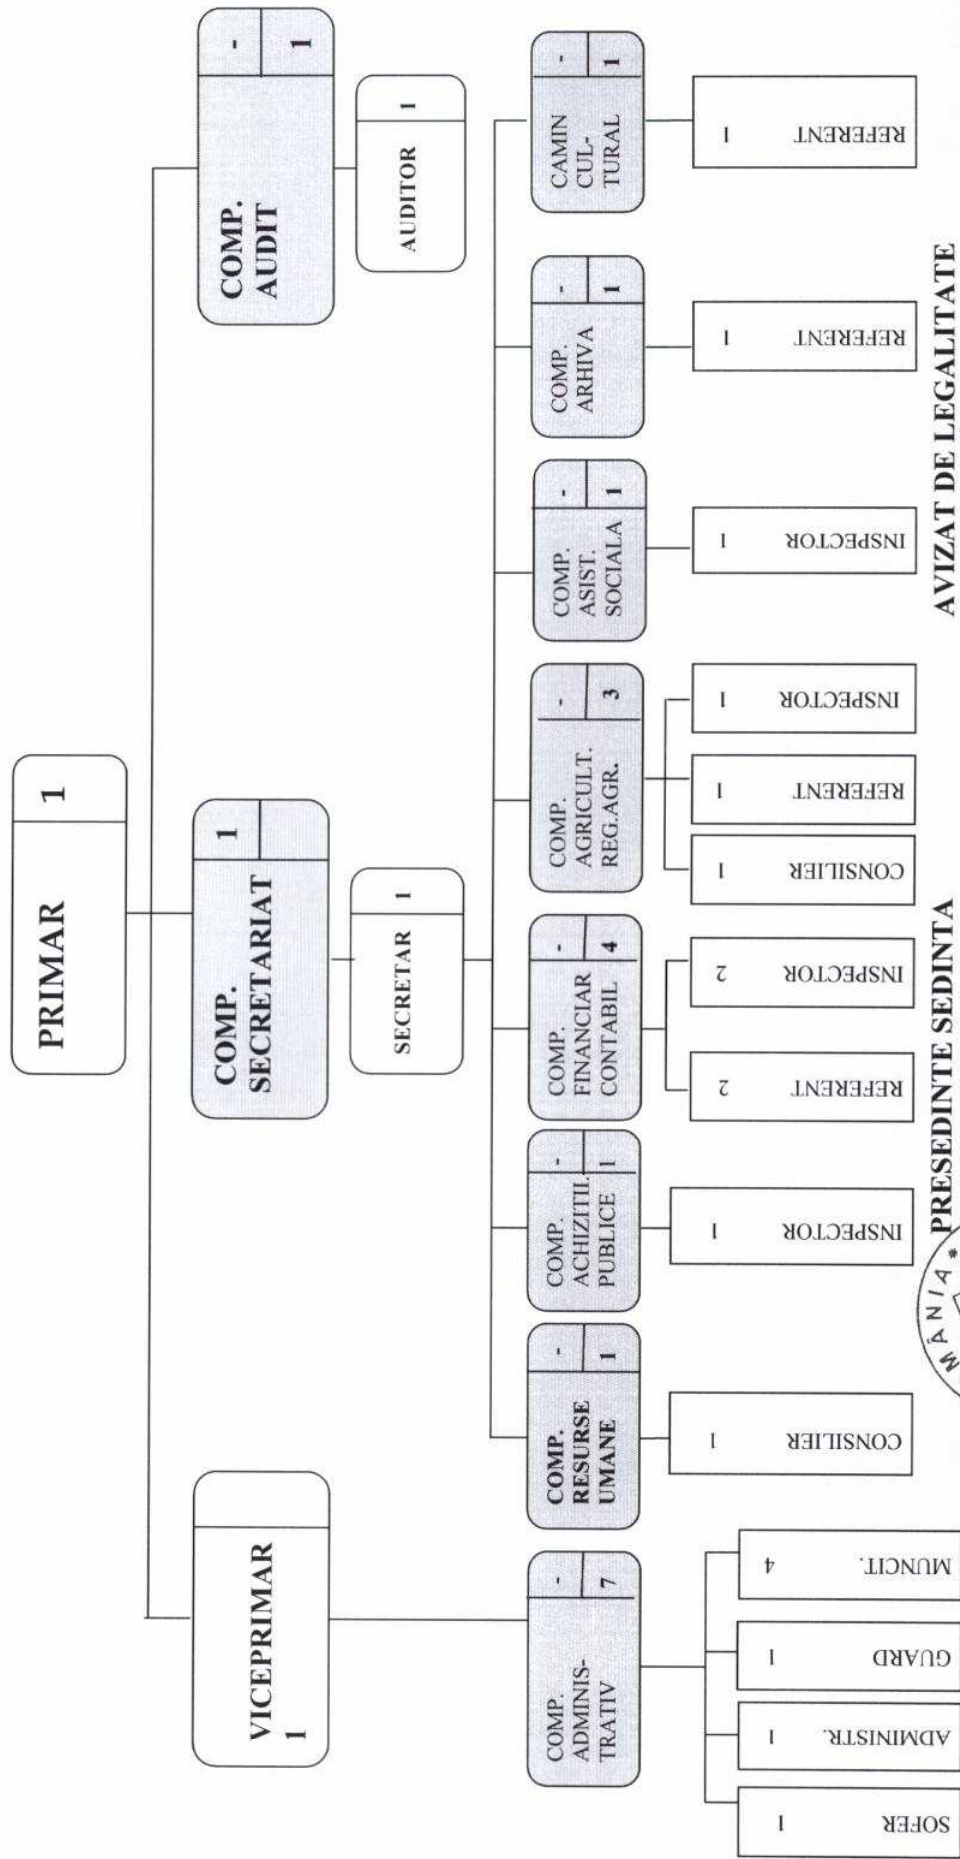 PRIMAR 1
VICEPRIMAR
1
COMP.
SECRETARIAT
1
COMP.
AUDIT
-
1
SECRETAR 1
AUDITOR 1
COMP.
ADMINIS-
TRATIV
-
7
COMP.
RESURSE
UMANE
-
1
COMP.
ACHIZITII.
PUBLICE
-
1
COMP.
FINANCIAR
CONTABIL
-
4
COMP.
AGRICULT.
REG.AGR.
-
3
COMP.
ASIST.
SOCIALA
-
1
COMP.
ARHIVA
-
1
CAMIN
CUL-
TURAL
-
1
SOFER 1
ADMINISTR. 1
GUARD 1
MUNCIT. 4
CONSILIER 1
INSPECTOR 1
REFERENT 2
INSPECTOR 2
CONSILIER 1
REFERENT 1
INSPECTOR 1
INSPECTOR 1
REFERENT 1
REFERENT 1
MÂNIA *
PRESEDINTE SEDINTA
AVIZAT DE LEGALITATE